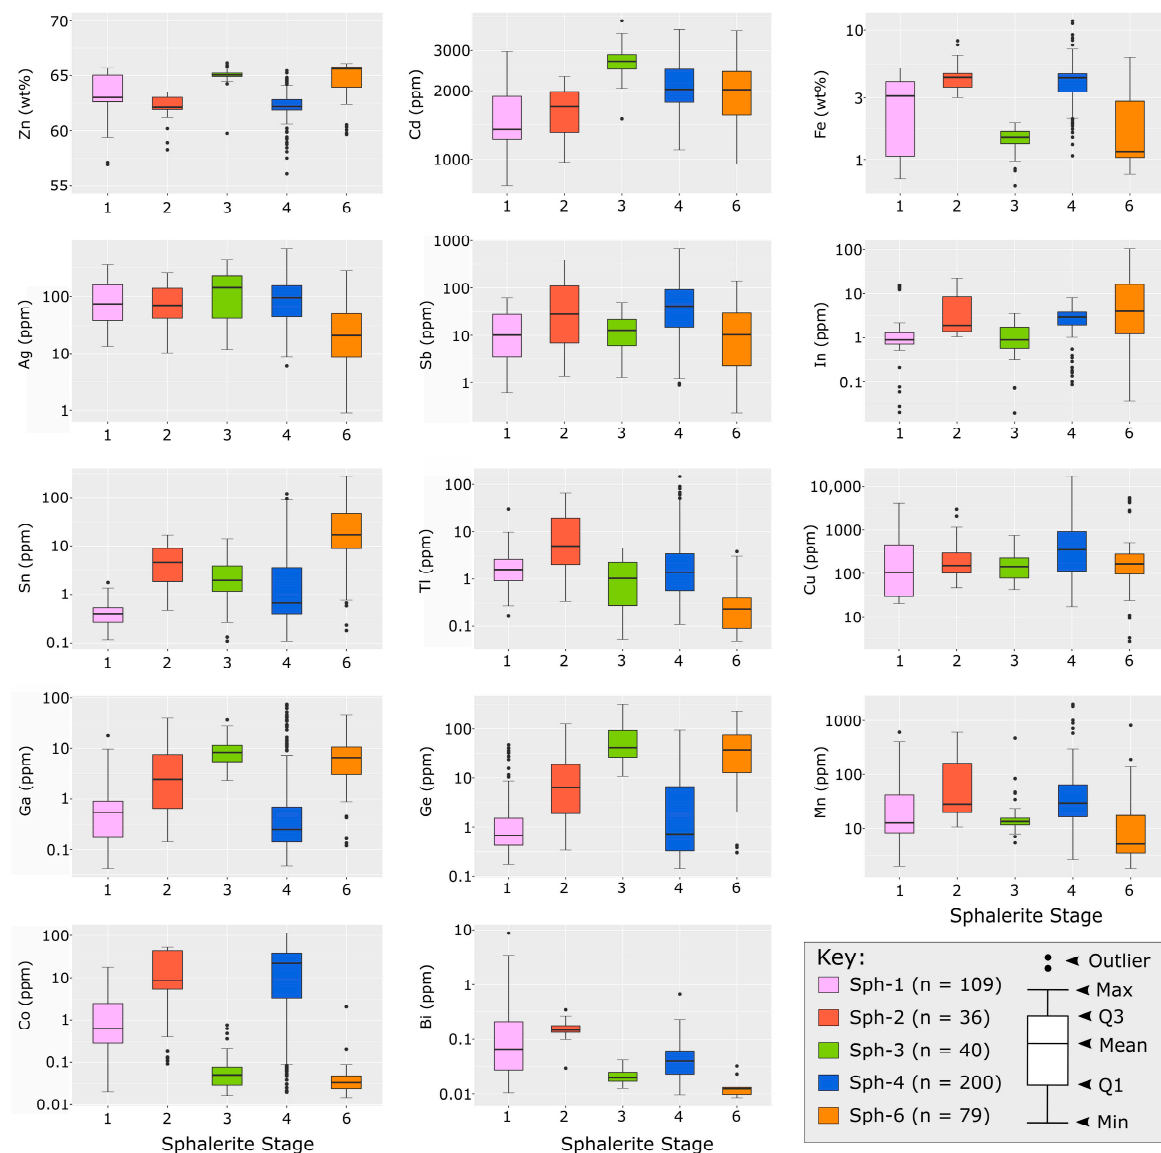 Zn (wt%)
70
65
60
55
1 2 3 4 6
Cd (ppm)
3000
2000
1000
1 2 3 4 6
Fe (wt%)
10
3
1
1 2 3 4 6
Ag (ppm)
100
10
1
1 2 3 4 6
Sb (ppm)
1000
100
10
1
1 2 3 4 6
In (ppm)
100
10
1
0.1
1 2 3 4 6
Sn (ppm)
100
10
1
0.1
1 2 3 4 6
Tl (ppm)
100
10
1
0.1
1 2 3 4 6
Cu (ppm)
10,000
1000
100
10
1 2 3 4 6
Ga (ppm)
100
10
1
0.1
1 2 3 4 6
Ge (ppm)
100
10
1
0.1
1 2 3 4 6
Mn (ppm)
1000
100
10
1 2 3 4 6
Sphalerite Stage
Co (ppm)
100
10
1
0.1
0.01
1 2 3 4 6
Sphalerite Stage
Bi (ppm)
10
1
0.1
0.01
1 2 3 4 6
Sphalerite Stage
Key:
Sph-1 (n = 109)
Sph-2 (n = 36)
Sph-3 (n = 40)
Sph-4 (n = 200)
Sph-6 (n = 79)
Outlier
Max
Q3
Mean
Q1
Min